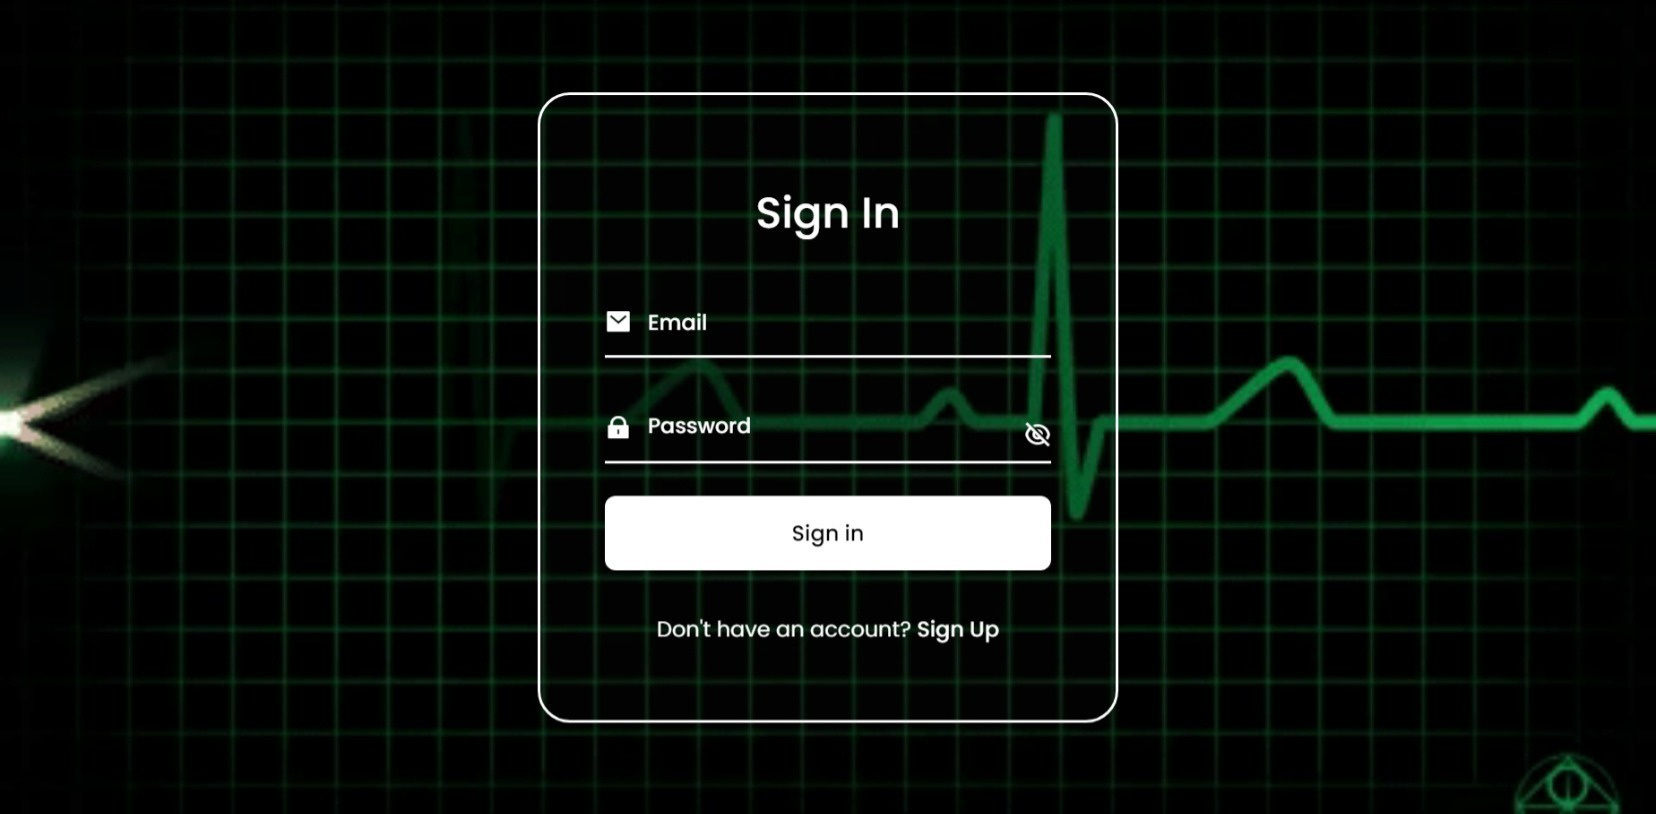 Sign In
Email
Password
Sign in
Don't have an account? Sign Up